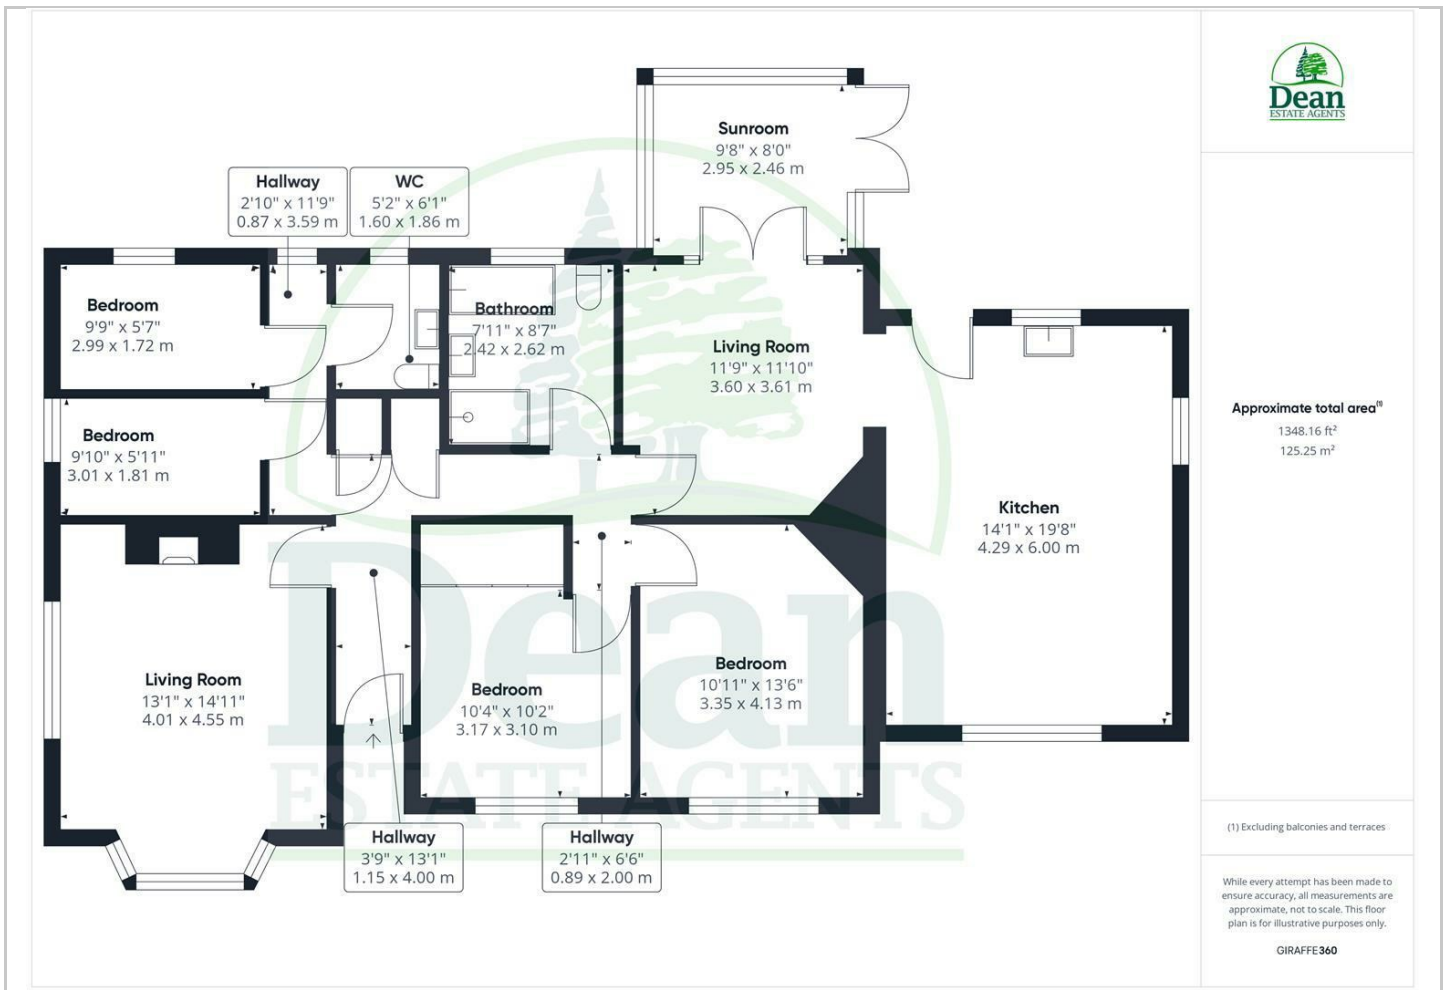 Sunroom
9'8" x 8'0"
2.95 x 2.46 m
Hallway
2'10" x 11'9"
0.87 x 3.59 m
WC
5'2" x 6'1"
1.60 x 1.86 m
Bedroom
9'9" x 5'7"
2.99 x 1.72 m
Bathroom
7'11" x 8'7"
2.42 x 2.62 m
Living Room
11'9" x 11'10"
3.60 x 3.61 m
Bedroom
9'10" x 5'11"
3.01 x 1.81 m
Kitchen
14'1" x 19'8"
4.29 x 6.00 m
Living Room
13'1" x 14'11"
4.01 x 4.55 m
Bedroom
10'4" x 10'2"
3.17 x 3.10 m
Bedroom
10'11" x 13'6"
3.35 x 4.13 m
Hallway
3'9" x 13'1"
1.15 x 4.00 m
Hallway
2'11" x 6'6"
0.89 x 2.00 m
Dean
ESTATE AGENTS
Dean
ESTATE AGENTS
Approximate total area⁽¹⁾
1348.16 ft²
125.25 m²
(1) Excluding balconies and terraces
While every attempt has been made to
ensure accuracy, all measurements are
approximate, not to scale. This floor
plan is for illustrative purposes only.
GIRAFFE360